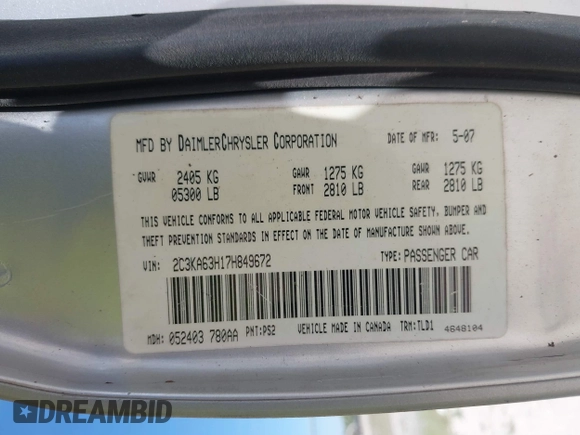 MFD BY DAIMLERCHRYSLER CORPORATION DATE OF MFR: 5-07
GVWR 2405 KG GAWR 1275 KG GAWR 1275 KG
05300 LB FRONT 2810 LB REAR 2810 LB
THIS VEHICLE CONFORMS TO ALL APPLICABLE FEDERAL MOTOR VEHICLE SAFETY, BUMPER AND
THEFT PREVENTION STANDARDS IN EFFECT ON THE DATE OF MANUFACTURE SHOWN ABOVE.
VIN: 2C3KA63H17H849672 TYPE: PASSENGER CAR
MDH: 052403 780AA PNT: PS2 VEHICLE MADE IN CANADA TRM: TLD1 4648104
DREAMBID